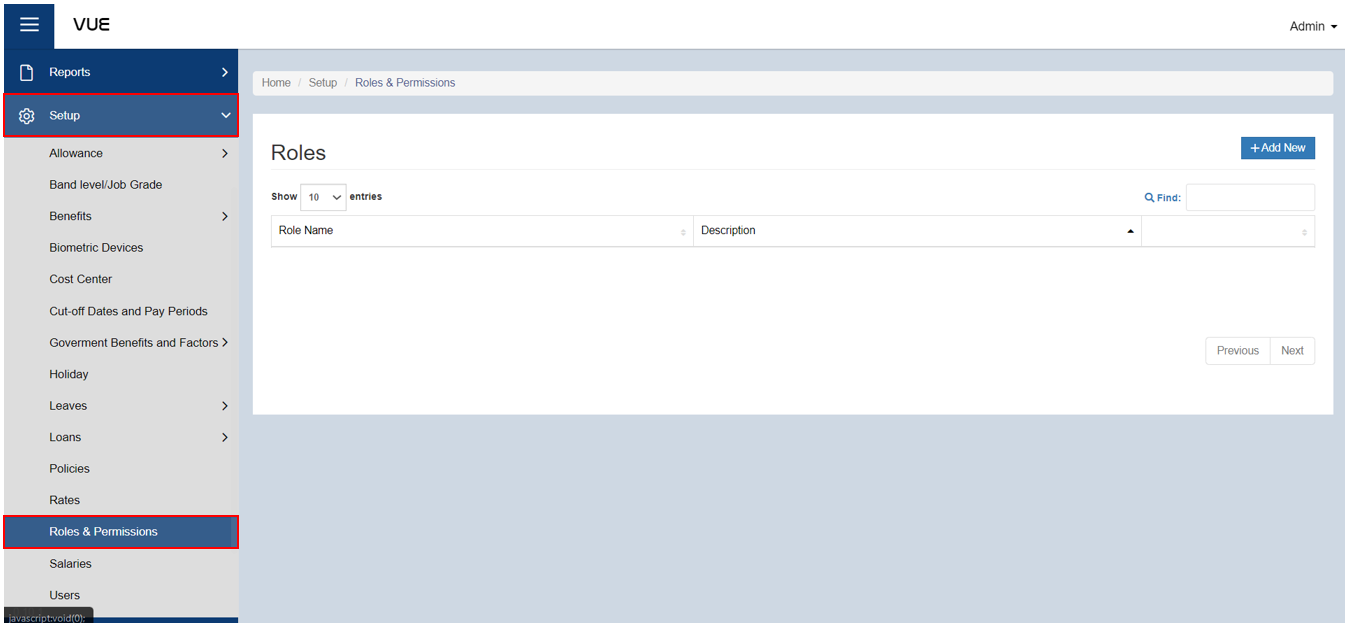 VUE
Admin
Reports
Home / Setup / Roles & Permissions
Setup
Roles
+ Add New
Allowance
Band level/Job Grade
Show 10 entries
Find:
Benefits
Role Name
Description
Biometric Devices
Cost Center
Cut-off Dates and Pay Periods
Goverment Benefits and Factors
Previous
Next
Holiday
Leaves
Loans
Policies
Rates
Roles & Permissions
Salaries
Users
javascript:void(0);